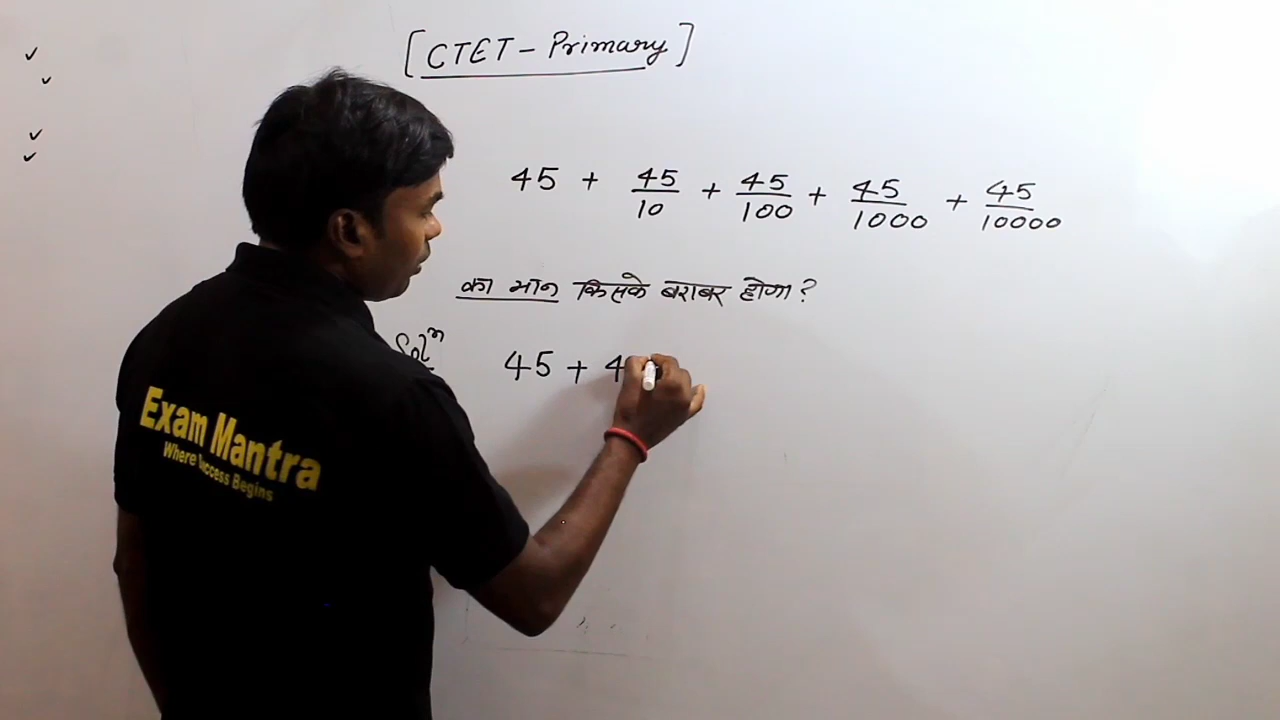 [CTET - Primary]
45 + 45/10 + 45/100 + 45/1000 + 45/10000
का मान किसके बराबर होगा?
Solⁿ 45 + 4
Exam Mantra
Where Success Begins